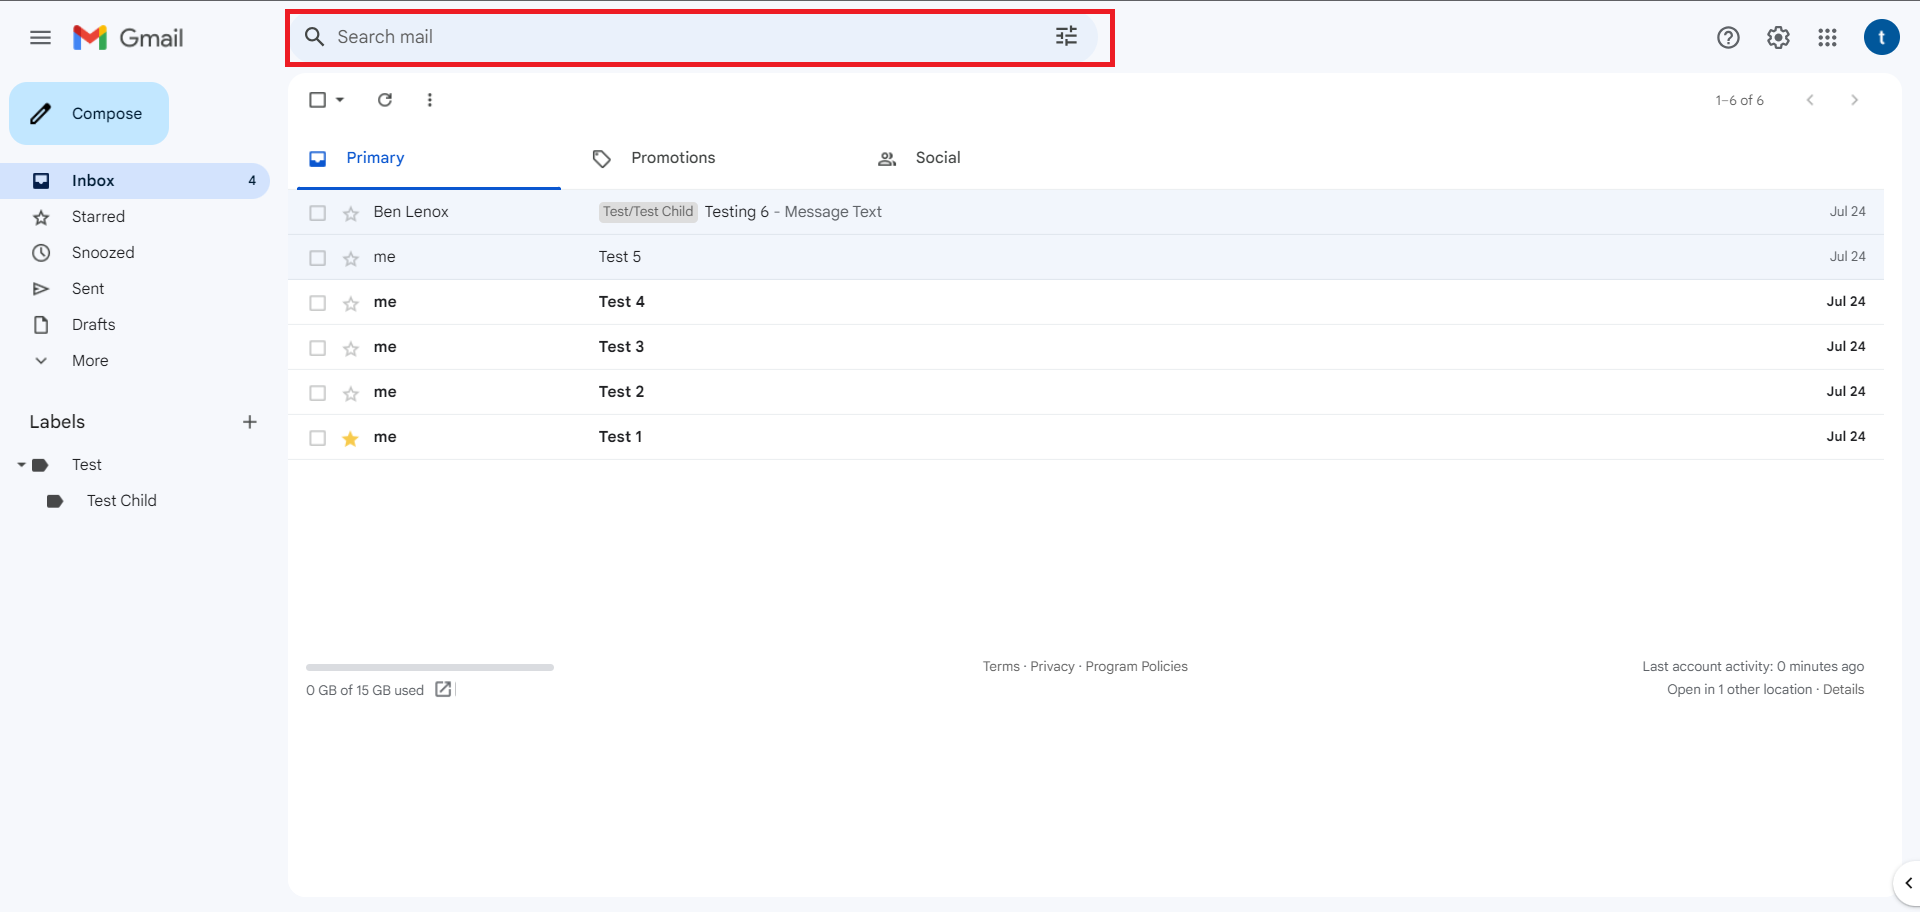 Gmail
Search mail
t
Compose
Inbox 4
Starred
Snoozed
Sent
Drafts
More
Labels
Test
Test Child
1–6 of 6
Primary
Promotions
Social
Ben Lenox Test/Test Child Testing 6 - Message Text Jul 24
me Test 5 Jul 24
me Test 4 Jul 24
me Test 3 Jul 24
me Test 2 Jul 24
me Test 1 Jul 24
0 GB of 15 GB used
Terms · Privacy · Program Policies
Last account activity: 0 minutes ago
Open in 1 other location · Details